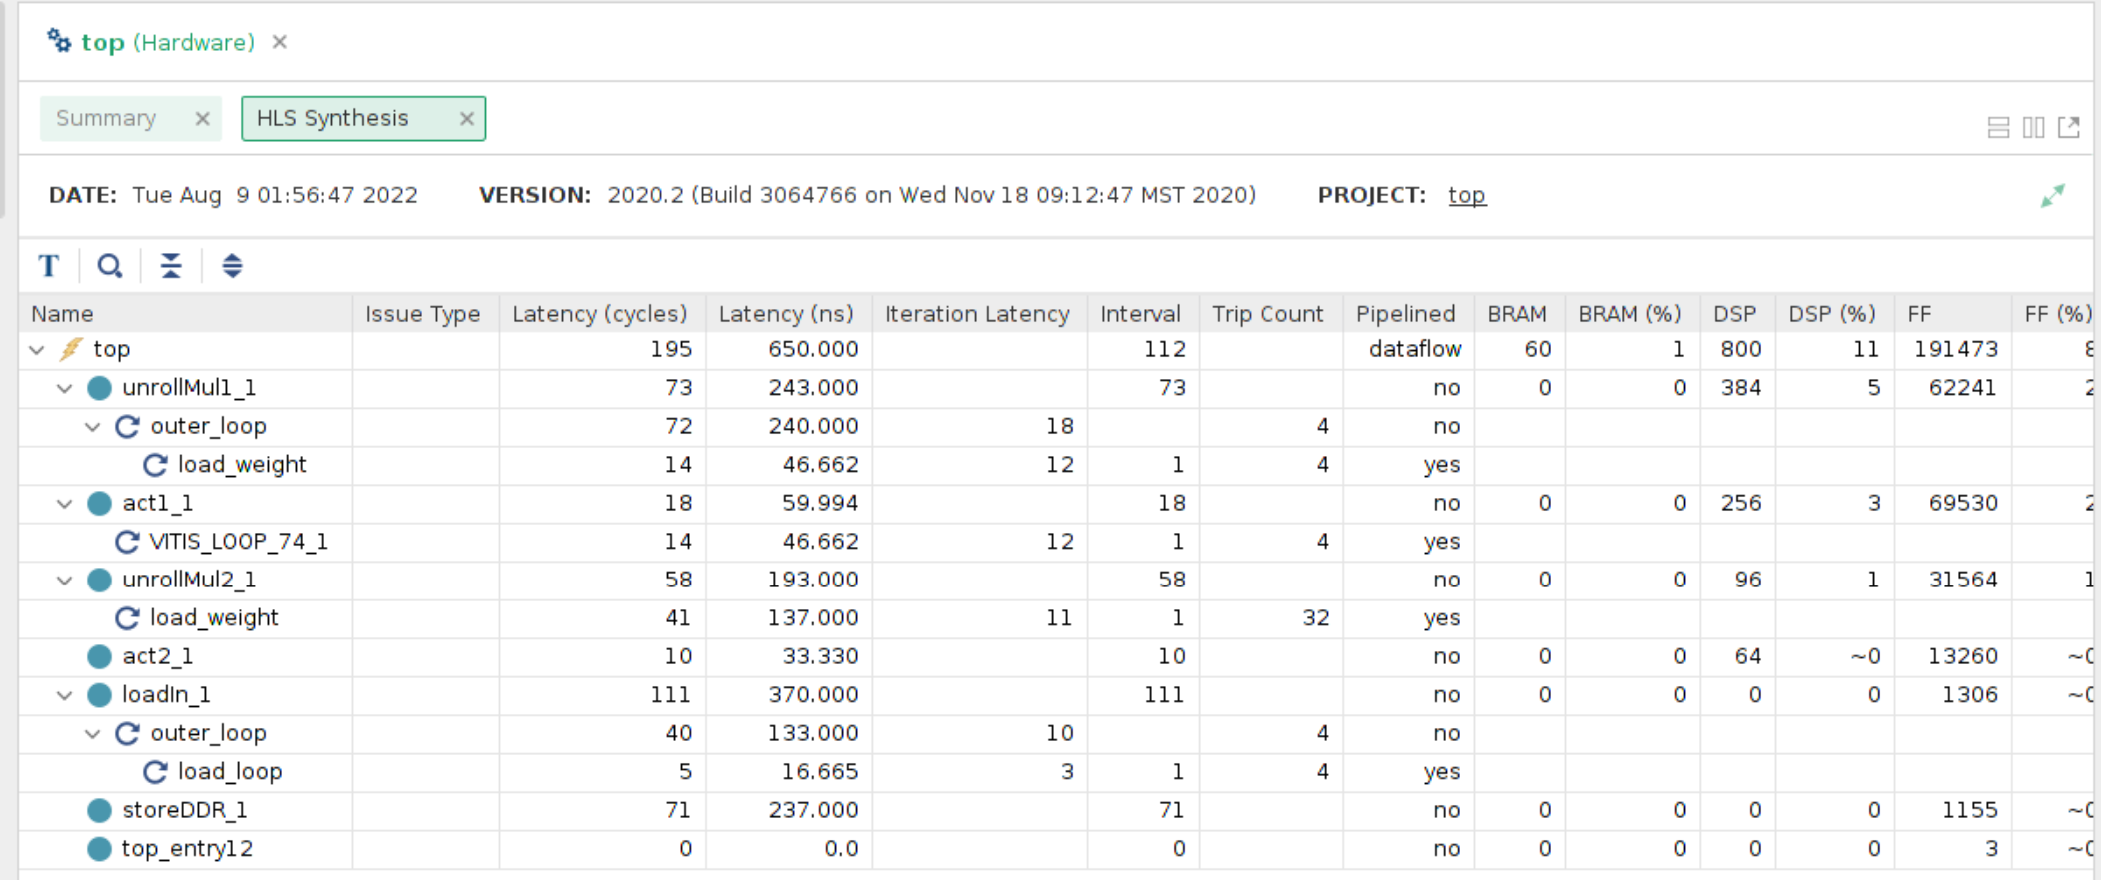 top (Hardware) ×
Summary × HLS Synthesis ×
DATE: Tue Aug 9 01:56:47 2022 VERSION: 2020.2 (Build 3064766 on Wed Nov 18 09:12:47 MST 2020) PROJECT: top
T
Name Issue Type Latency (cycles) Latency (ns) Iteration Latency Interval Trip Count Pipelined BRAM BRAM (%) DSP DSP (%) FF FF (%)
top 195 650.000 112 dataflow 60 1 800 11 191473 8
unrollMul1_1 73 243.000 73 no 0 0 384 5 62241 2
outer_loop 72 240.000 18 4 no
load_weight 14 46.662 12 1 4 yes
act1_1 18 59.994 18 no 0 0 256 3 69530 2
VITIS_LOOP_74_1 14 46.662 12 1 4 yes
unrollMul2_1 58 193.000 58 no 0 0 96 1 31564 1
load_weight 41 137.000 11 1 32 yes
act2_1 10 33.330 10 no 0 0 64 ~0 13260 ~0
loadIn_1 111 370.000 111 no 0 0 0 0 1306 ~0
outer_loop 40 133.000 10 4 no
load_loop 5 16.665 3 1 4 yes
storeDDR_1 71 237.000 71 no 0 0 0 0 1155 ~0
top_entry12 0 0.0 0 no 0 0 0 0 3 ~0